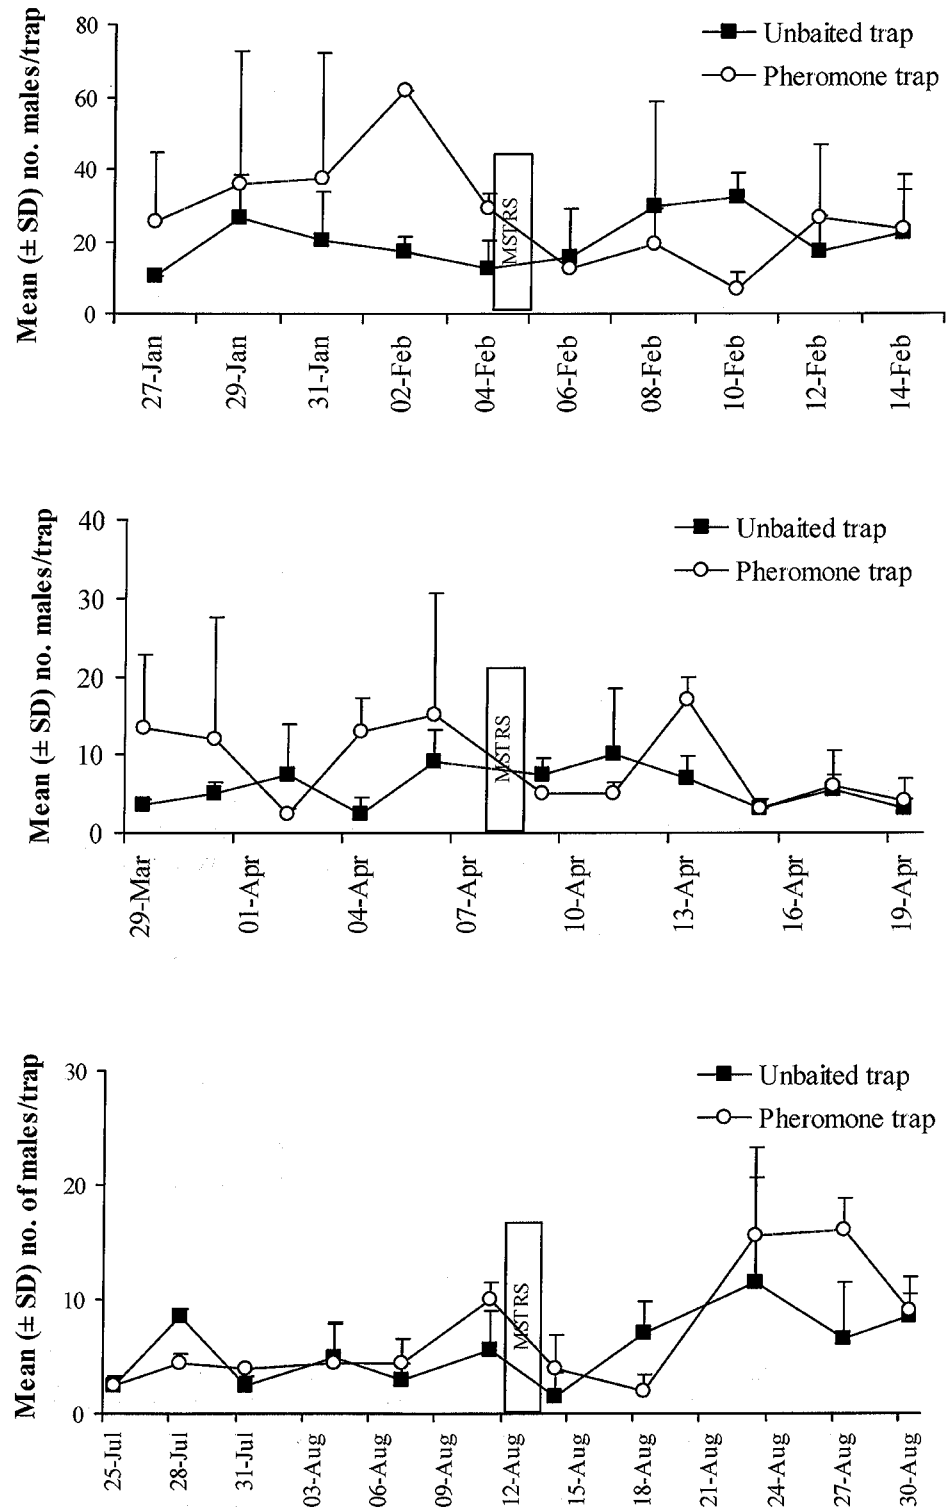 Mean (± SD) no. males/trap
80
60
40
20
0
Unbaited trap
Pheromone trap
MSTRS
27-Jan
29-Jan
31-Jan
02-Feb
04-Feb
06-Feb
08-Feb
10-Feb
12-Feb
14-Feb
Mean (± SD) no. males/trap
40
30
20
10
0
Unbaited trap
Pheromone trap
MSTRS
29-Mar
01-Apr
04-Apr
07-Apr
10-Apr
13-Apr
16-Apr
19-Apr
Mean (± SD) no. of males/trap
30
20
10
0
Unbaited trap
Pheromone trap
MSTRS
25-Jul
28-Jul
31-Jul
03-Aug
06-Aug
09-Aug
12-Aug
15-Aug
18-Aug
21-Aug
24-Aug
27-Aug
30-Aug